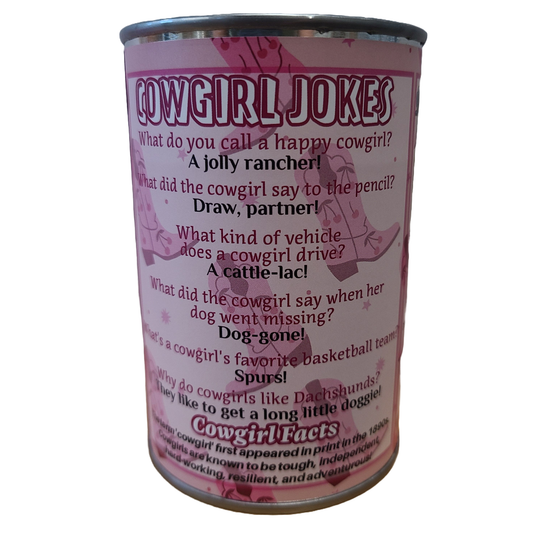 COWGIRL JOKES
What do you call a happy cowgirl?
A jolly rancher!
What did the cowgirl say to the pencil?
Draw, partner!
What kind of vehicle
does a cowgirl drive?
A cattle-lac!
What did the cowgirl say when her
dog went missing?
Dog-gone!
What's a cowgirl's favorite basketball team?
Spurs!
Why do cowgirls like Dachshunds?
They like to get a long little doggie!
Cowgirl Facts
term 'cowgirl' first appeared in print in the 1890s.
Cowgirls are known to be tough, independent,
hard-working, resilient, and adventurous!